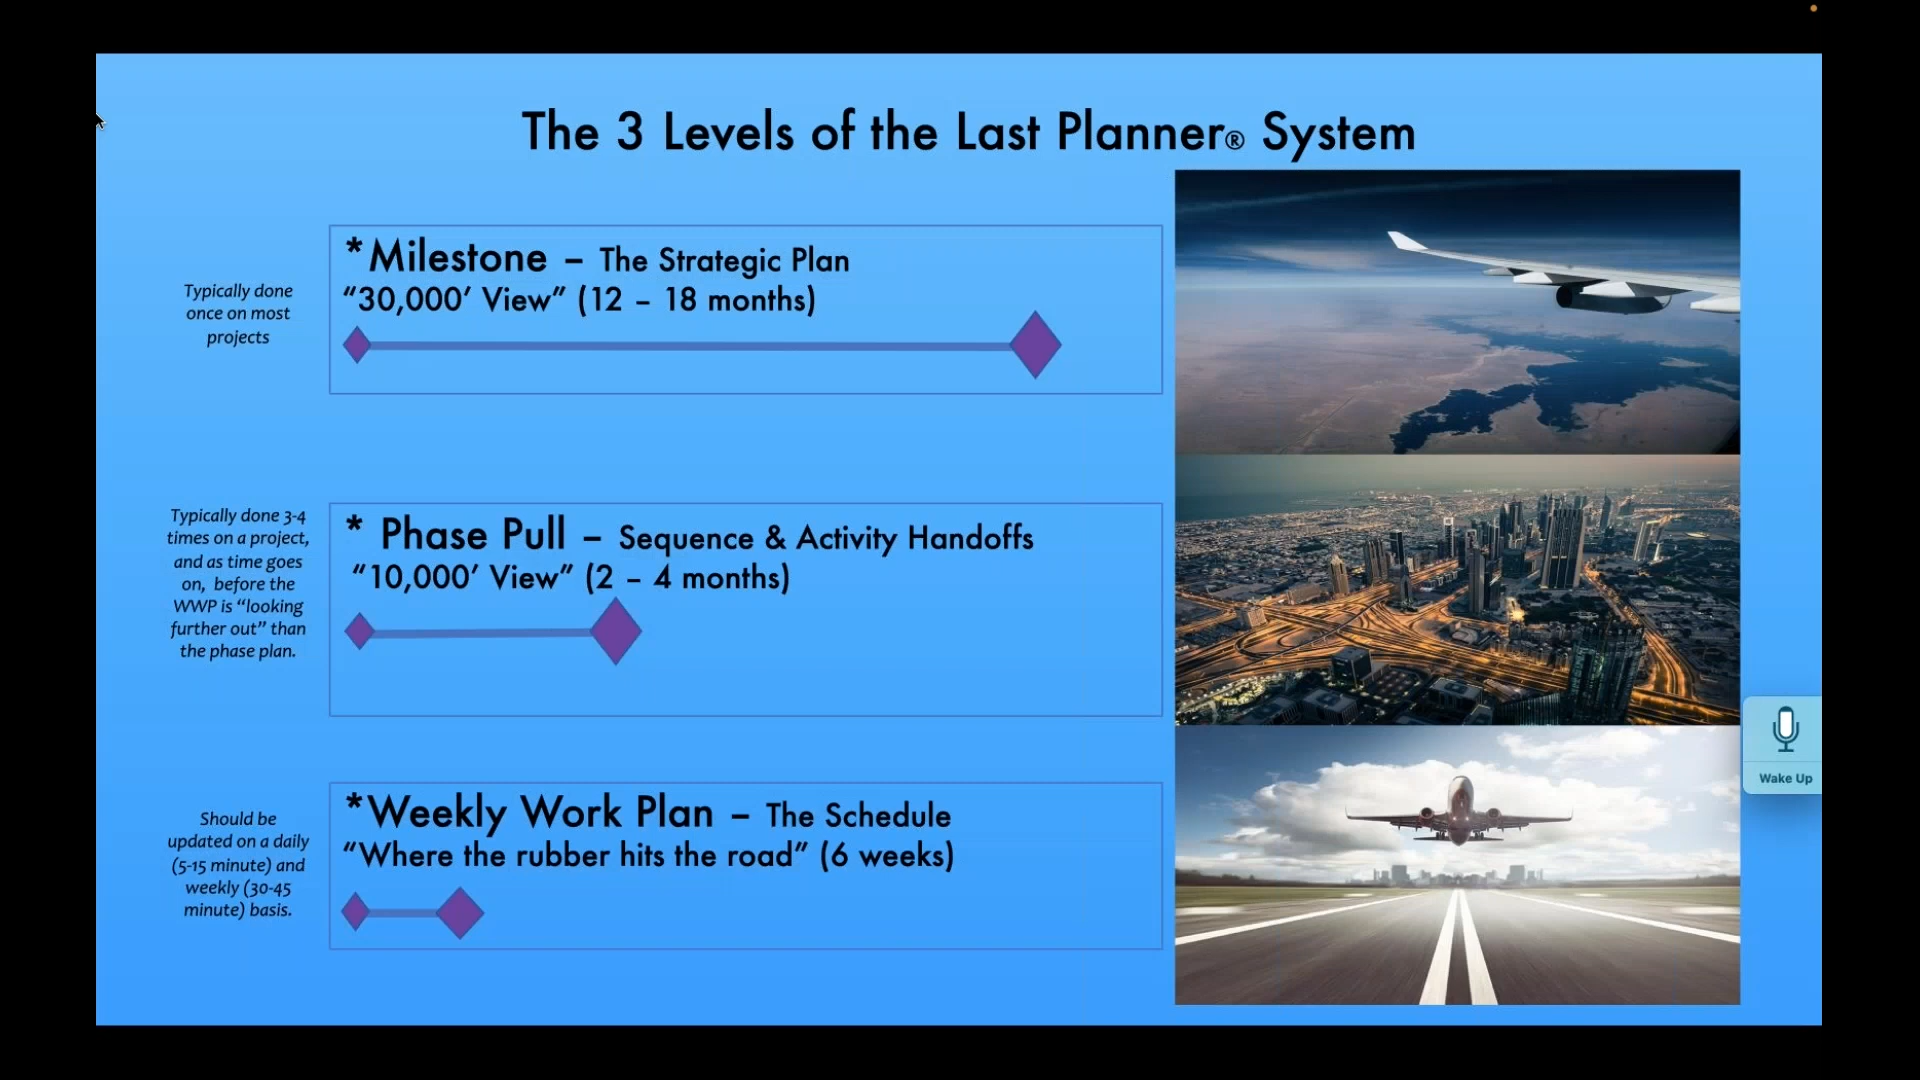 The 3 Levels of the Last Planner® System
Typically done
once on most
projects
*Milestone – The Strategic Plan
“30,000’ View” (12 – 18 months)
Typically done 3-4
times on a project,
and as time goes
on, before the
WWP is “looking
further out” than
the phase plan.
* Phase Pull – Sequence & Activity Handoffs
“10,000’ View” (2 – 4 months)
Should be
updated on a daily
(5-15 minute) and
weekly (30-45
minute) basis.
*Weekly Work Plan – The Schedule
“Where the rubber hits the road” (6 weeks)
Wake Up